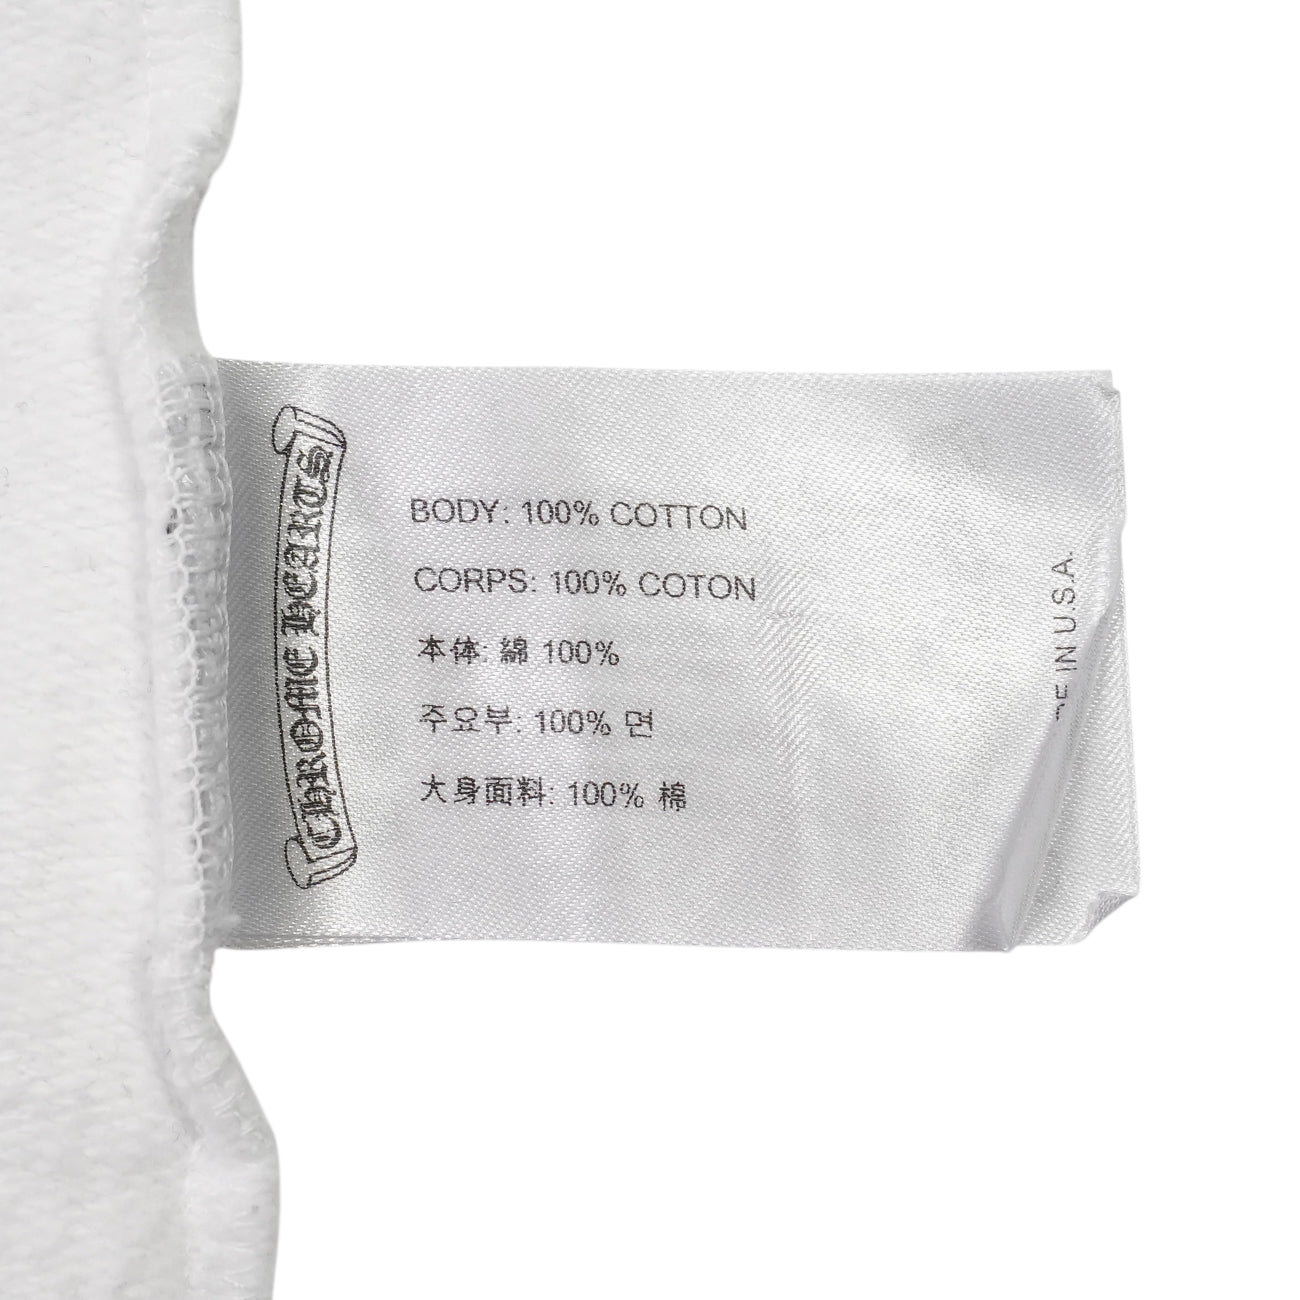 CHROME HEARTS
BODY: 100% COTTON
CORPS: 100% COTON
本体: 綿 100%
주요부: 100% 면
大身面料: 100% 棉
IN U.S.A.